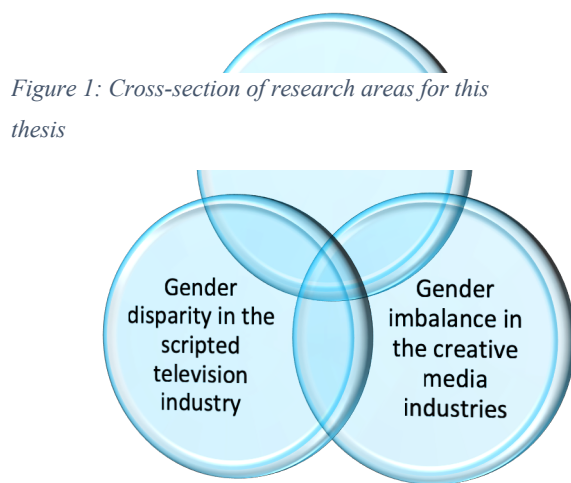 Figure 1: Cross-section of research areas for this
thesis
Gender
disparity in the
scripted
television
industry
Gender
imbalance in
the creative
media
industries